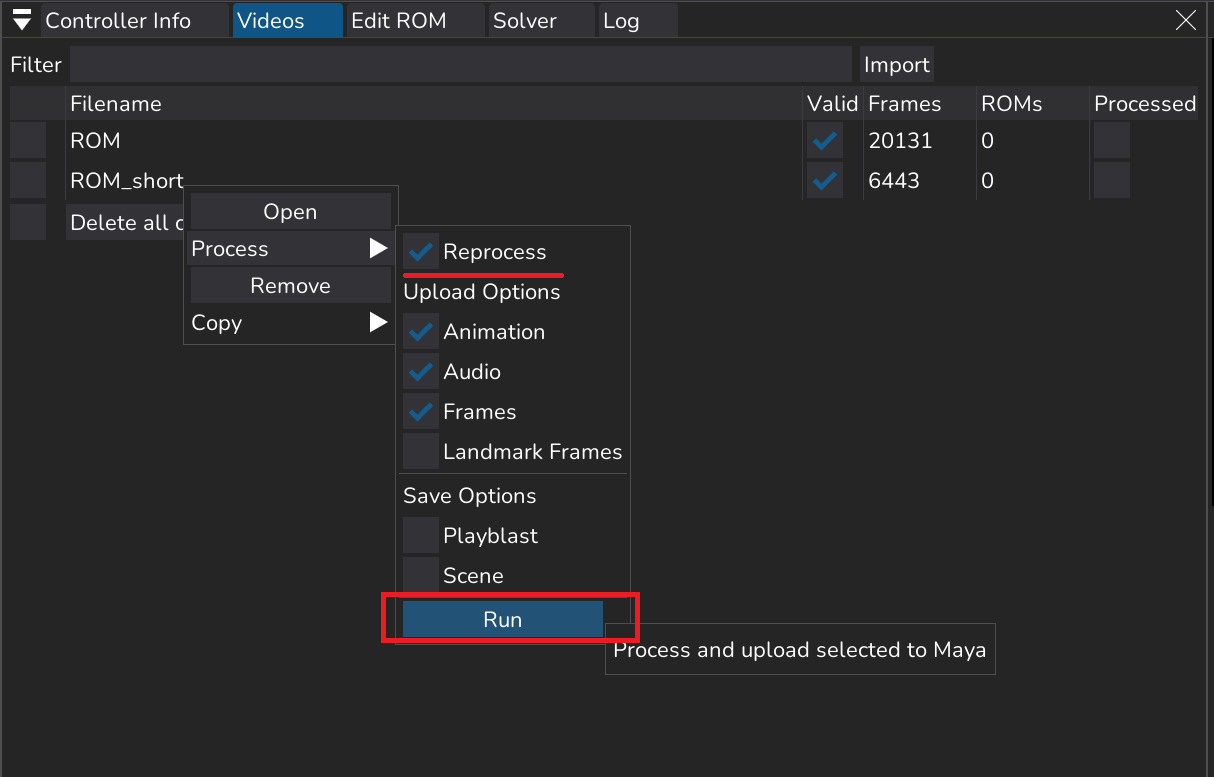 Controller Info Videos Edit ROM Solver Log
Filter Import
Filename Valid Frames ROMs Processed
ROM 20131 0
ROM_short 6443 0
Delete all
Open
Process
Remove
Copy
Reprocess
Upload Options
Animation
Audio
Frames
Landmark Frames
Save Options
Playblast
Scene
Run
Process and upload selected to Maya